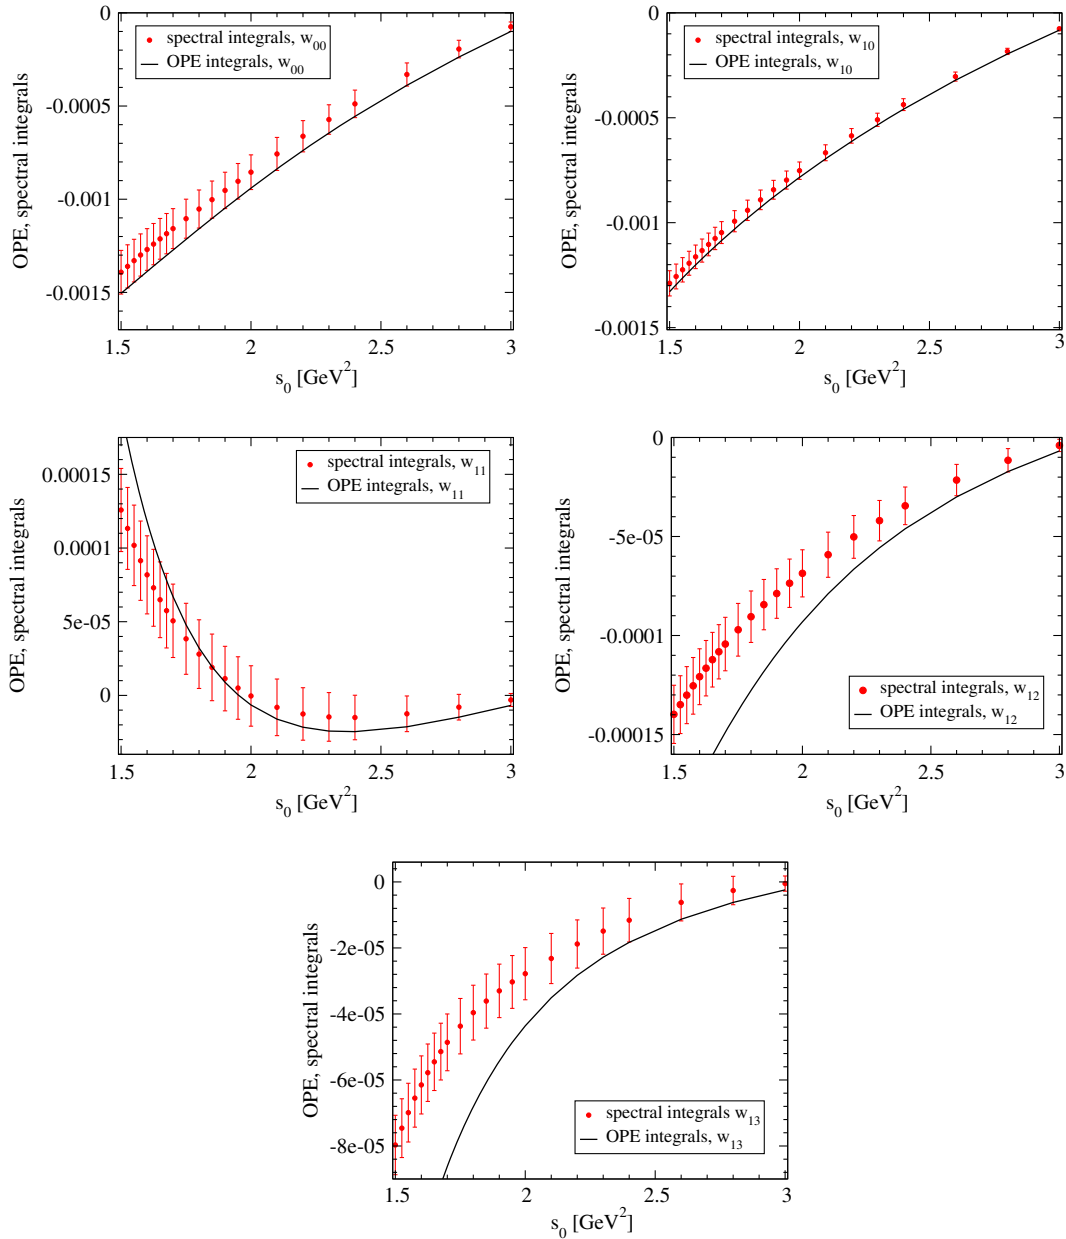 0
-0.0005
-0.001
-0.0015
OPE, spectral integrals
spectral integrals, w00
OPE integrals, w00
1.5 2 2.5 3
s0 [GeV2]
0
-0.0005
-0.001
-0.0015
OPE, spectral integrals
spectral integrals, w10
OPE integrals, w10
1.5 2 2.5 3
s0 [GeV2]
0.00015
0.0001
5e-05
0
OPE, spectral integrals
spectral integrals, w11
OPE integrals, w11
1.5 2 2.5 3
s0 [GeV2]
0
-5e-05
-0.0001
-0.00015
OPE, spectral integrals
spectral integrals, w12
OPE integrals, w12
1.5 2 2.5 3
s0 [GeV2]
0
-2e-05
-4e-05
-6e-05
-8e-05
OPE, spectral integrals
spectral integrals w13
OPE integrals, w13
1.5 2 2.5 3
s0 [GeV2]